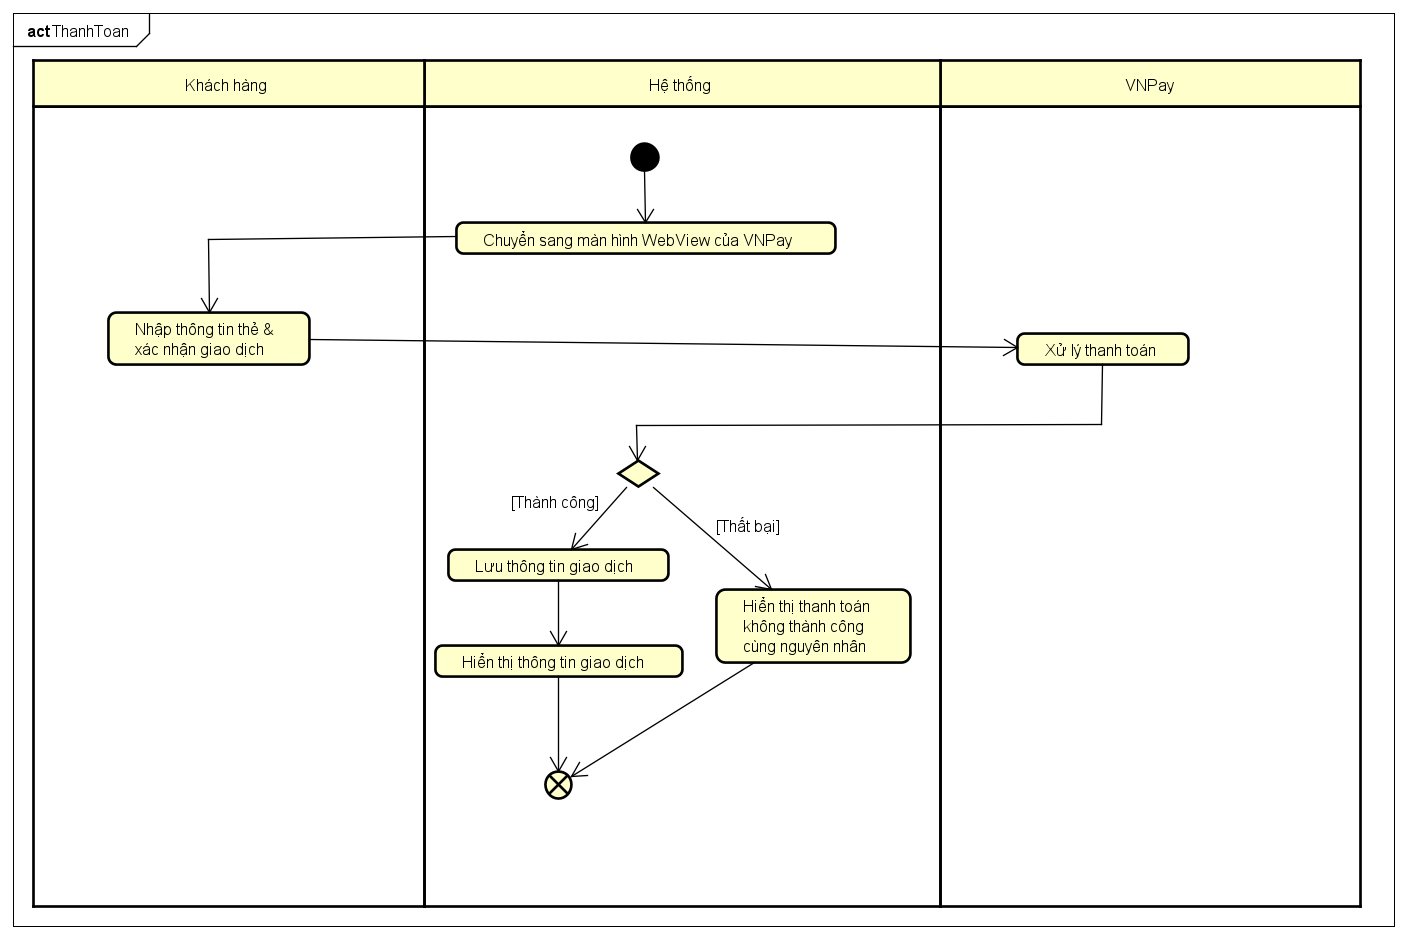 act ThanhToan
Khách hàng
Hệ thống
VNPay
Chuyển sang màn hình WebView của VNPay
Nhập thông tin thẻ &
xác nhận giao dịch
Xử lý thanh toán
[Thành công]
[Thất bại]
Lưu thông tin giao dịch
Hiển thị thanh toán
không thành công
cùng nguyên nhân
Hiển thị thông tin giao dịch